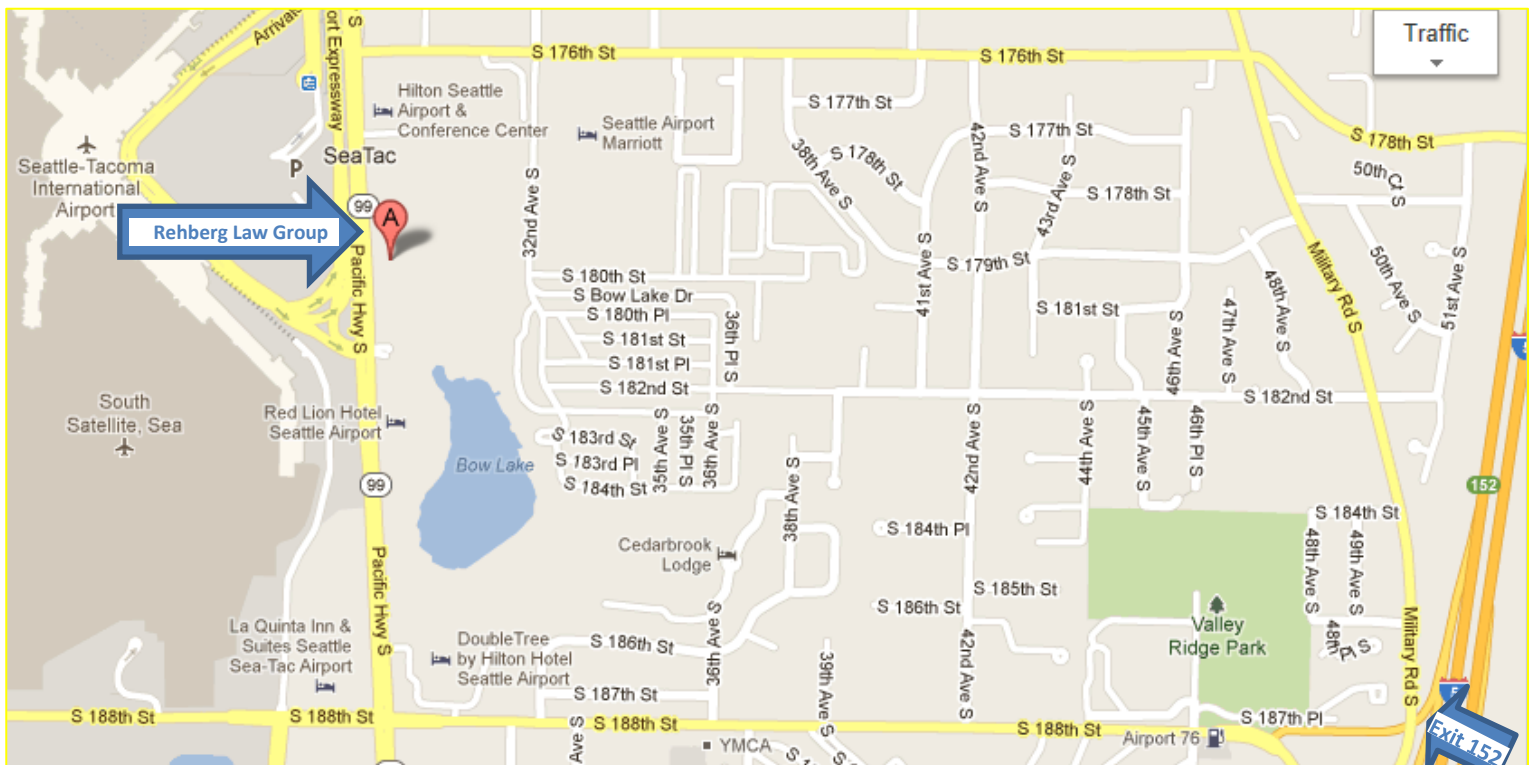 Arrivals
ort Expressway
S
S 176th St
S 176th St
Traffic
Hilton Seattle
Airport &
Conference Center
Seattle Airport
Marriott
S 177th St
S 177th St
42nd Ave S
S 178th St
38th Ave S
S 178th St
43rd Ave S
S 178th St
50th Ct S
Seattle-Tacoma
International
Airport
P
SeaTac
99
A
Rehberg Law Group
Pacific Hwy S
32nd Ave S
S 179th St
41st Ave S
Military Rd S
48th Ave S
50th Ave S
51st Ave S
S 180th St
S Bow Lake Dr
S 180th Pl
S 181st St
S 181st Pl
S 182nd St
36th Pl S
S 181st St
46th Ave S
47th Ave S
S 182nd St
South
Satellite, Sea
Red Lion Hotel
Seattle Airport
Bow Lake
S 183rd St
S 183rd Pl
S 184th St
35th Ave S
35th Pl S
36th Ave S
38th Ave S
42nd Ave S
44th Ave S
45th Ave S
46th Pl S
99
152
S 184th St
S 184th Pl
48th Ave S
49th Ave S
Cedarbrook
Lodge
Pacific Hwy S
S 185th St
S 186th St
Valley
Ridge Park
48th Pl S
Military Rd S
La Quinta Inn &
Suites Seattle
Sea-Tac Airport
DoubleTree
by Hilton Hotel
Seattle Airport
S 186th St
36th Ave S
39th Ave S
42nd Ave S
S 187th St
S 187th Pl
5
Exit 152
S 188th St
S 188th St
S 188th St
S 188th St
Airport 76
Ave S
YMCA